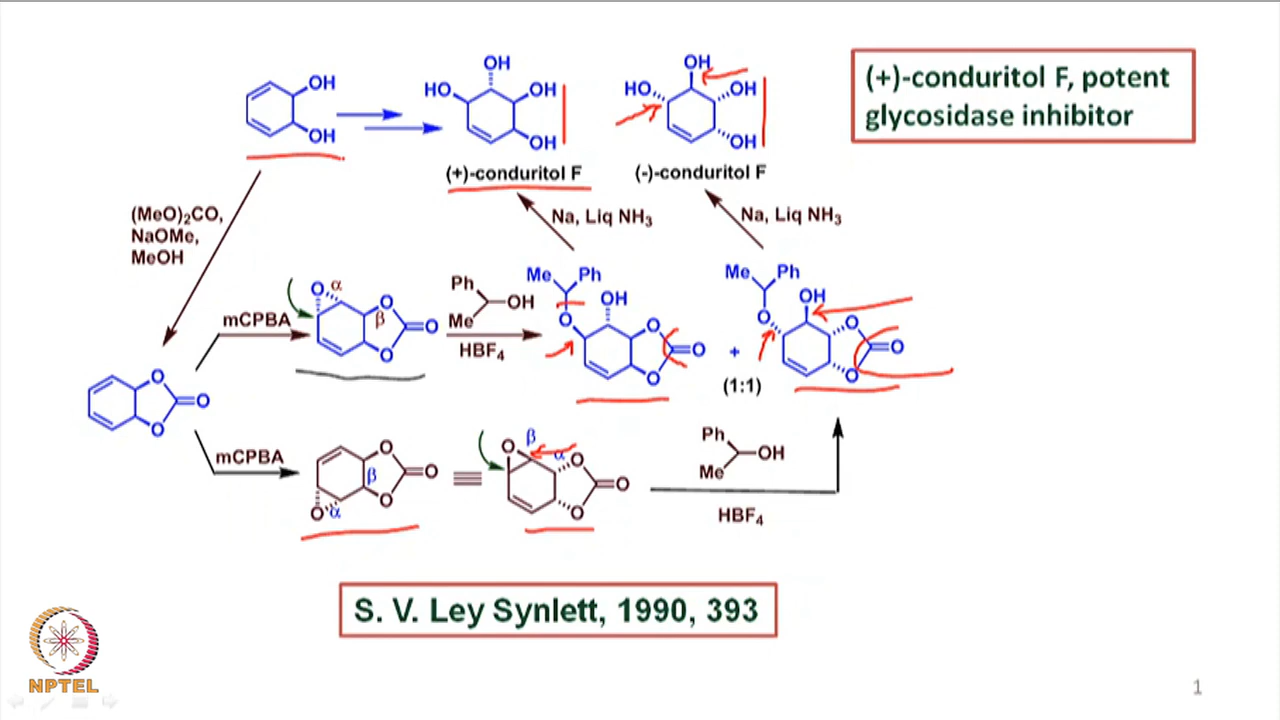 OH
OH
HO
OH
OH
OH
(+)-conduritol F
HO
OH
OH
OH
(-)-conduritol F
(+)-conduritol F, potent
glycosidase inhibitor
(MeO)₂CO,
NaOMe,
MeOH
Na, Liq NH₃
Na, Liq NH₃
mCPBA
O
α
β
O
O
O
Ph
OH
Me
HBF₄
Me
Ph
O
OH
O
O
O
+
(1:1)
Me
Ph
O
OH
O
O
O
O
O
O
mCPBA
O
O
O
β
O
α
O
β
α
O
O
O
Ph
OH
Me
HBF₄
S. V. Ley Synlett, 1990, 393
NPTEL
1